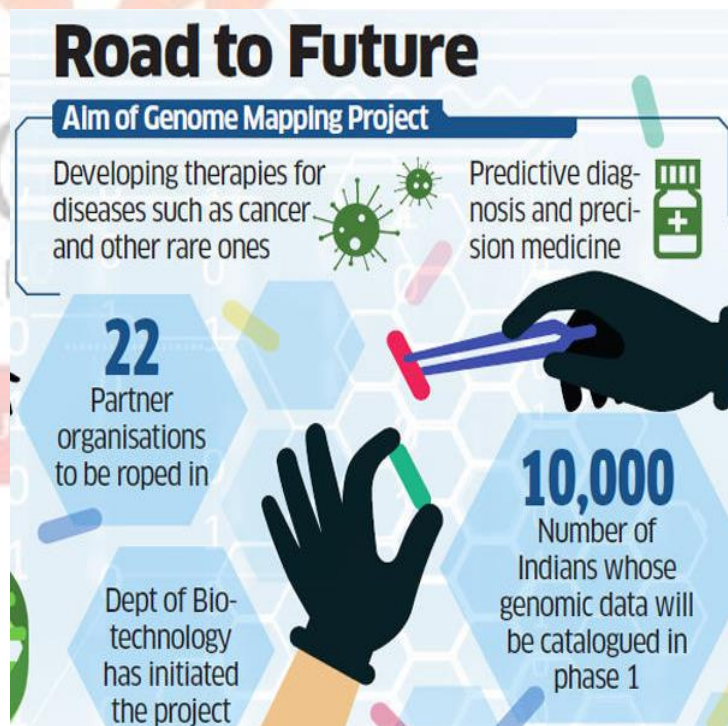 Road to Future
Aim of Genome Mapping Project
Developing therapies for
diseases such as cancer
and other rare ones
Predictive diag-
nosis and preci-
sion medicine
22
Partner
organisations
to be roped in
10,000
Number of
Indians whose
genomic data will
be catalogued in
phase 1
Dept of Bio-
technology
has initiated
the project